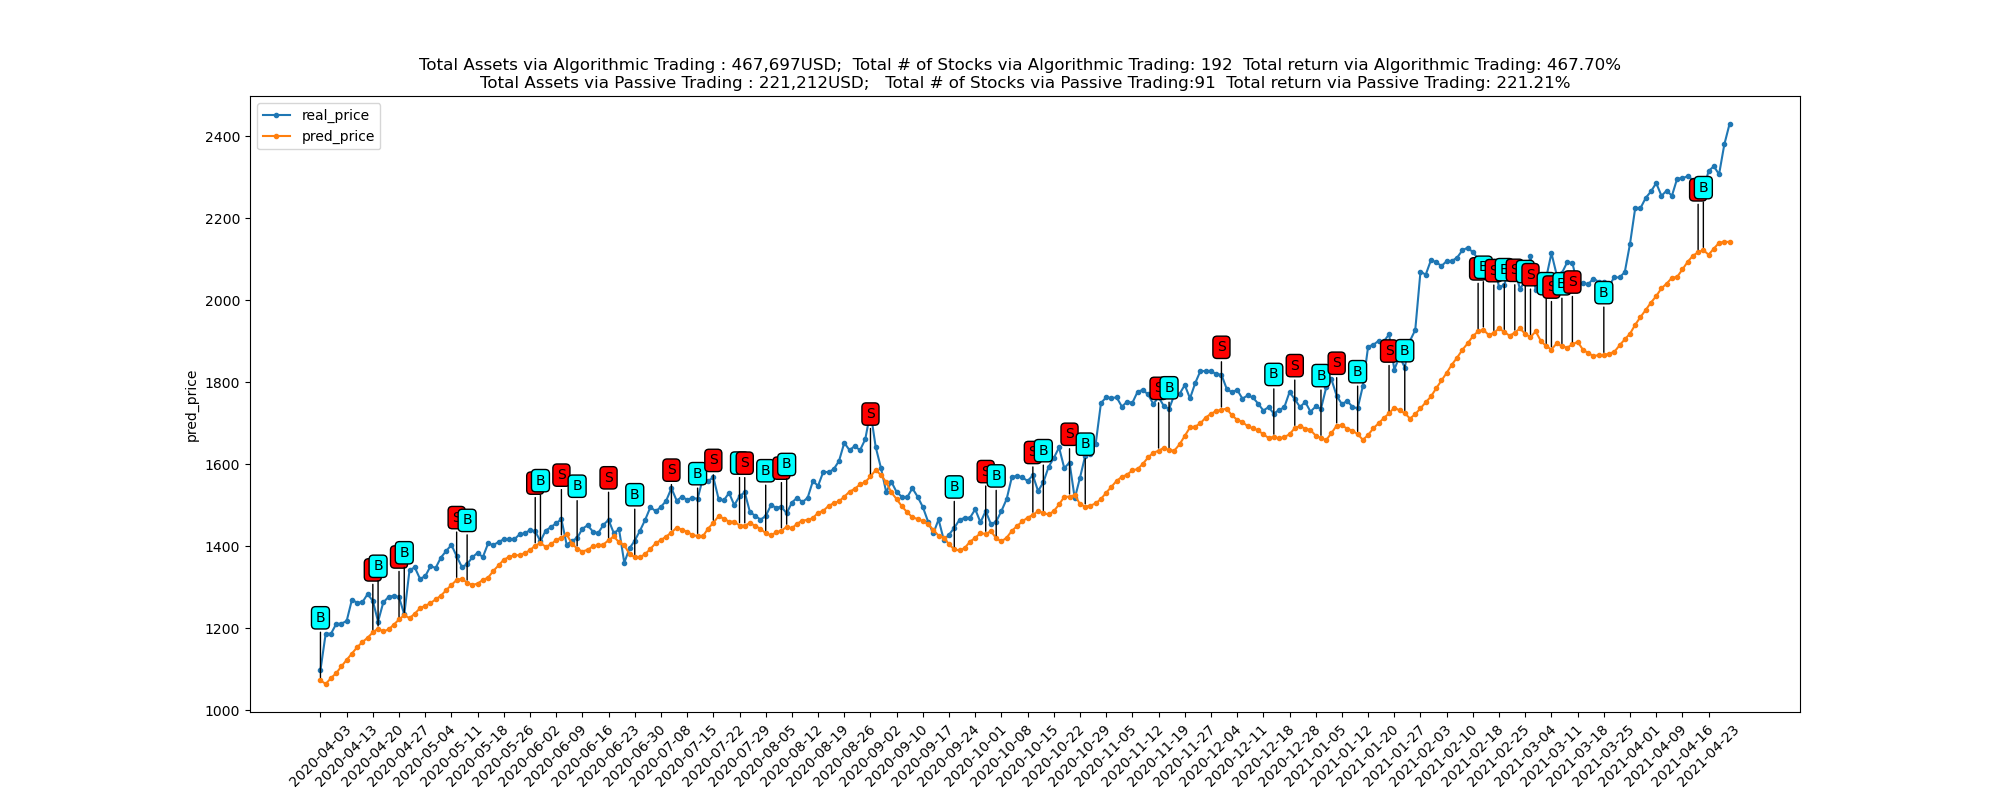 Total Assets via Algorithmic Trading : 467,697USD;  Total # of Stocks via Algorithmic Trading: 192  Total return via Algorithmic Trading: 467.70%
Total Assets via Passive Trading : 221,212USD;   Total # of Stocks via Passive Trading:91  Total return via Passive Trading: 221.21%
real_price
pred_price
pred_price
2400
2200
2000
1800
1600
1400
1200
1000
B
B
B
S
B
B
S
B
S
B
S
B
S
S
B
S
B
S
B
S
B
S
B
S
B
S
B
S
B
S
B
S
B
S
B
B
S
B
S
B
S
B
S
B
S
B
B
2020-04-03
2020-04-13
2020-04-20
2020-04-27
2020-05-04
2020-05-11
2020-05-18
2020-05-26
2020-06-02
2020-06-09
2020-06-16
2020-06-23
2020-06-30
2020-07-08
2020-07-15
2020-07-22
2020-07-29
2020-08-05
2020-08-12
2020-08-19
2020-08-26
2020-09-02
2020-09-10
2020-09-17
2020-09-24
2020-10-01
2020-10-08
2020-10-15
2020-10-22
2020-10-29
2020-11-05
2020-11-12
2020-11-19
2020-11-27
2020-12-04
2020-12-11
2020-12-18
2020-12-28
2021-01-05
2021-01-12
2021-01-20
2021-01-27
2021-02-03
2021-02-10
2021-02-18
2021-02-25
2021-03-04
2021-03-11
2021-03-18
2021-03-25
2021-04-01
2021-04-09
2021-04-16
2021-04-23